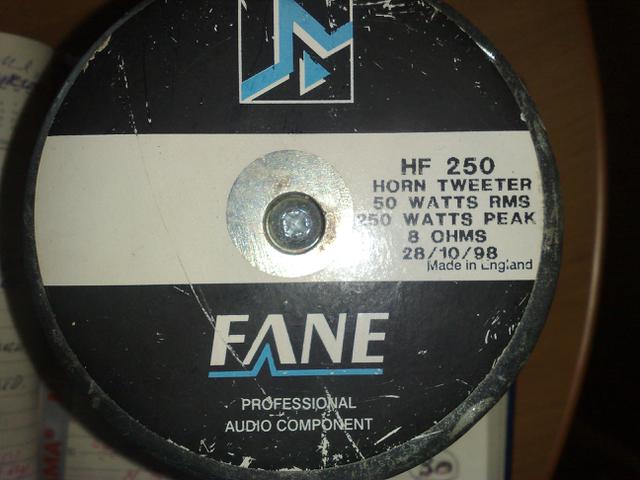 HF 250
HORN TWEETER
50 WATTS RMS
250 WATTS PEAK
8 OHMS
28/10/98
Made in England
FANE
PROFESSIONAL
AUDIO COMPONENT